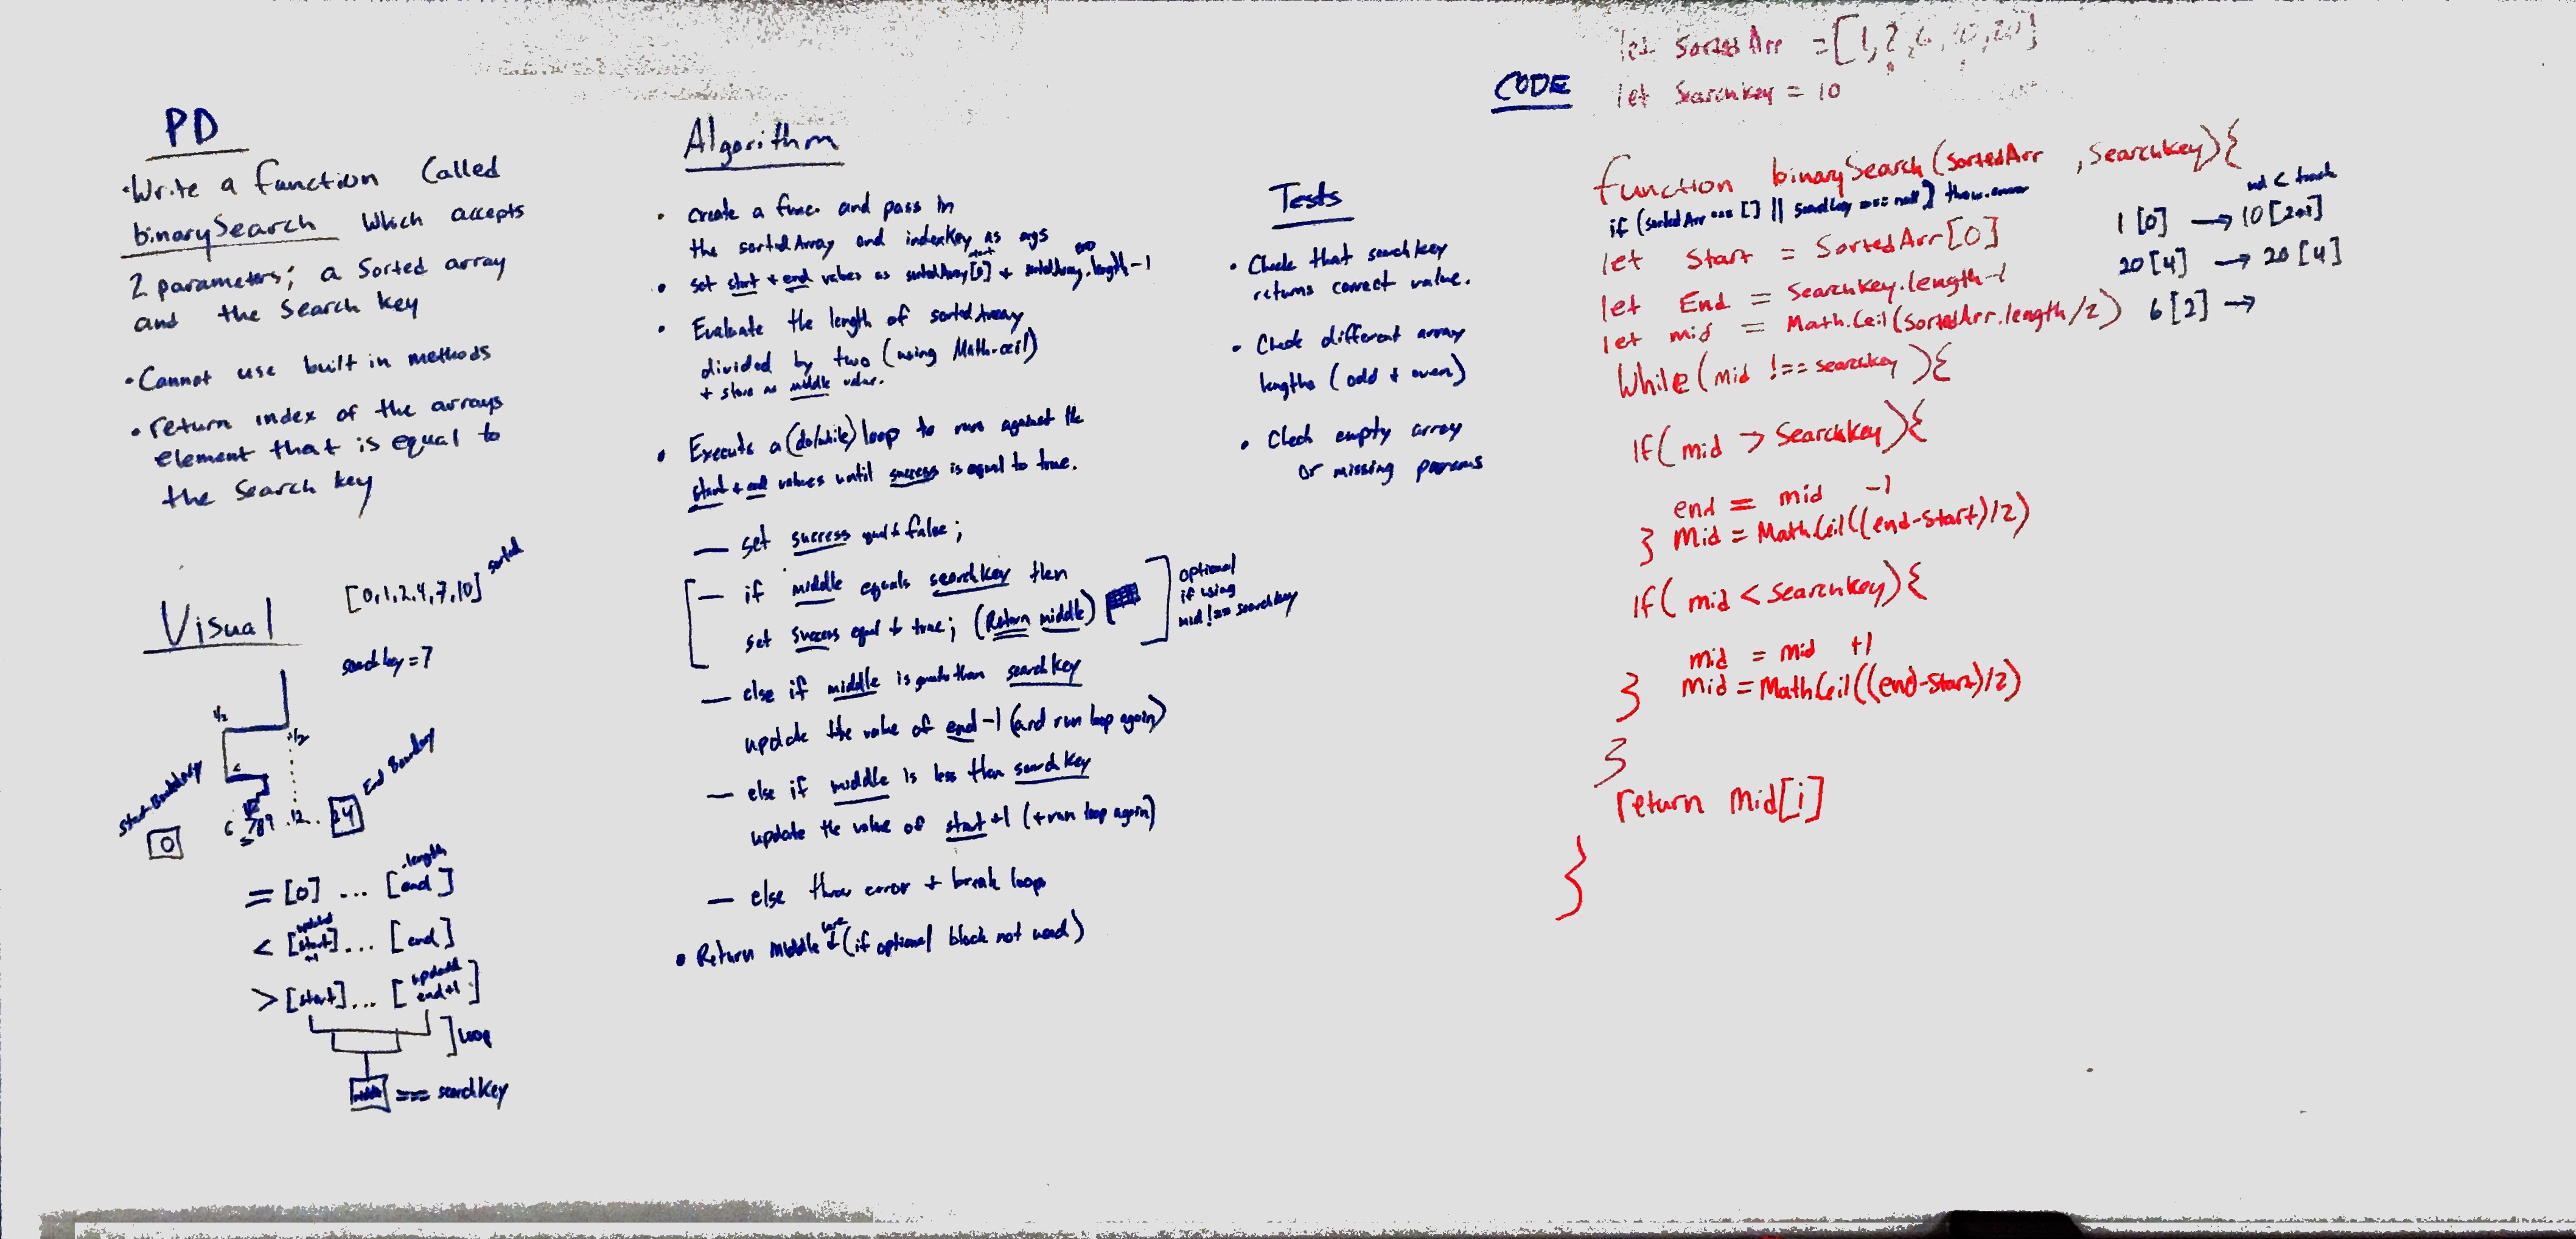 PD
•Write a function Called
binarySearch which accepts
2 parameters; a Sorted array
and the Search key
•Cannot use built in methods
•return index of the arrays
element that is equal to
the Search key
Visual
[0,1,2,4,7,10] sorted
searchkey=7
1/2
1/2
Start Boundary
End Boundary
0
12
24
= [0] ... [end] .length
< [start] ... [end]
updated
+1
> [start] ... [update end+1]
] loop
middle === searchKey
Algorithm
• create a func. and pass in
the sortedArray and indexKey as args
• set start + end values as sortedArray[0] + sortedArray.length-1
start
end
• Evaluate the length of sortedArray
divided by two (using Math.ceil)
+ store as middle value.
• Execute a (do/while) loop to run against the
start + end values until success is equal to true.
— set success equal to false;
— if middle equals searchKey then
set success equal to true; (Return middle)
optional
if using
mid !== searchkey
— else if middle is greater than searchKey
update the value of end-1 (and run loop again)
— else if middle is less then searchKey
update the value of start+1 (+run loop again)
— else throw error + break loop
• Return middle (if optional block not used)
Tests
• Check that searchkey
returns correct value.
• Check different array
lengths (odd + even)
• Check empty array
or missing params
CODE
let SortedArr = [1,2,6,10,20]
let Searchkey = 10
function binarySearch(SortedArr , Searchkey){
if (sortedArr === [] || searchkey === null) throw.error
let Start = SortedArr[0]
let End = Searchkey.length-1
let mid = Math.Ceil(SortedArr.length/2)
While(mid !== searchkey){
If( mid > Searchkey){
end = mid -1
} Mid = Math.Ceil((end-start)/2)
If( mid < Searchkey){
mid = mid +1
} mid = Math.Ceil((end-Start)/2)
}
return Mid[i]
}
1 [0] → 10 [2+1]
20 [4] → 20 [4]
6 [2] →